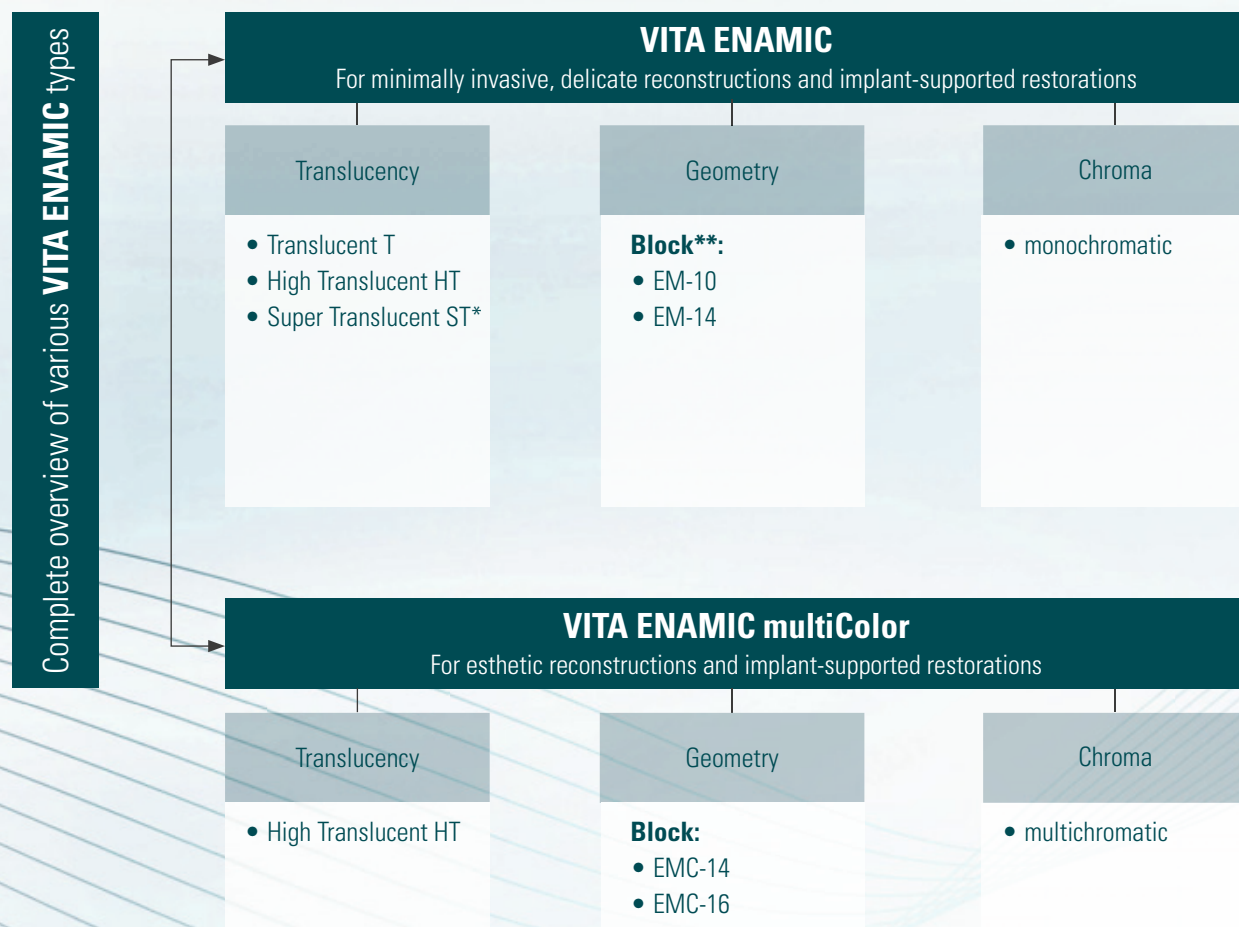 Complete overview of various VITA ENAMIC types
VITA ENAMIC
For minimally invasive, delicate reconstructions and implant-supported restorations
Translucency
• Translucent T
• High Translucent HT
• Super Translucent ST*
Geometry
Block**:
• EM-10
• EM-14
Chroma
• monochromatic
VITA ENAMIC multiColor
For esthetic reconstructions and implant-supported restorations
Translucency
• High Translucent HT
Geometry
Block:
• EMC-14
• EMC-16
Chroma
• multichromatic